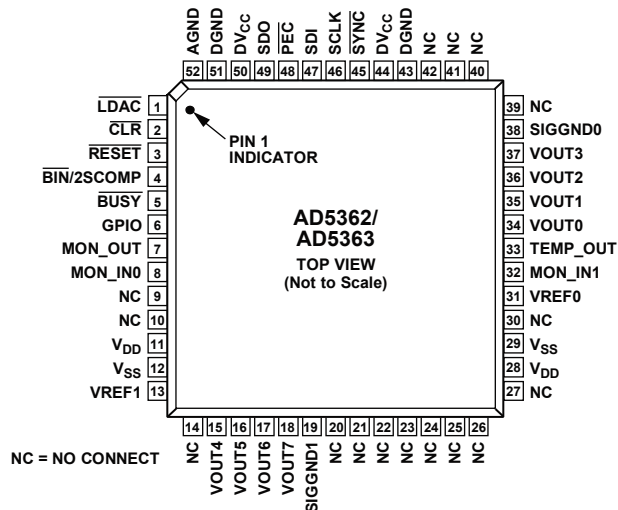 AGND DGND DVCC SDO PEC SDI SCLK SYNC DVCC DGND NC NC NC
52 51 50 49 48 47 46 45 44 43 42 41 40
LDAC 1
CLR 2
RESET 3
BIN/2SCOMP 4
BUSY 5
GPIO 6
MON_OUT 7
MON_IN0 8
NC 9
NC 10
VDD 11
VSS 12
VREF1 13
PIN 1
INDICATOR
AD5362/
AD5363
TOP VIEW
(Not to Scale)
39 NC
38 SIGGND0
37 VOUT3
36 VOUT2
35 VOUT1
34 VOUT0
33 TEMP_OUT
32 MON_IN1
31 VREF0
30 NC
29 VSS
28 VDD
27 NC
14 15 16 17 18 19 20 21 22 23 24 25 26
NC VOUT4 VOUT5 VOUT6 VOUT7 SIGGND1 NC NC NC NC NC NC NC
NC = NO CONNECT